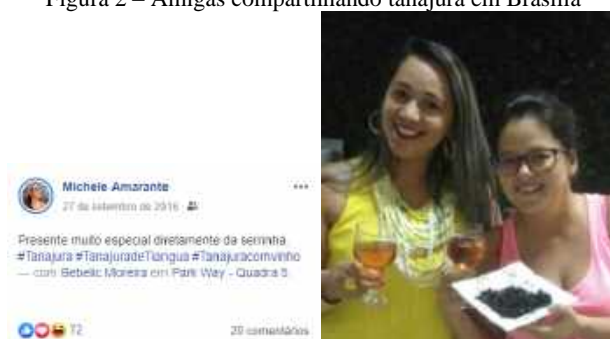 Figura 2 – Amigas compartilhando tanajura em Brasília
Michele Amarante
27 de setembro de 2016
Presente muito especial diretamente da serrinha
#Tanajura #TanajuradeTianguá #Tanajuracomvinho
— com Bebelic Moreira em Park Way - Quadra 5.
72
20 comentários